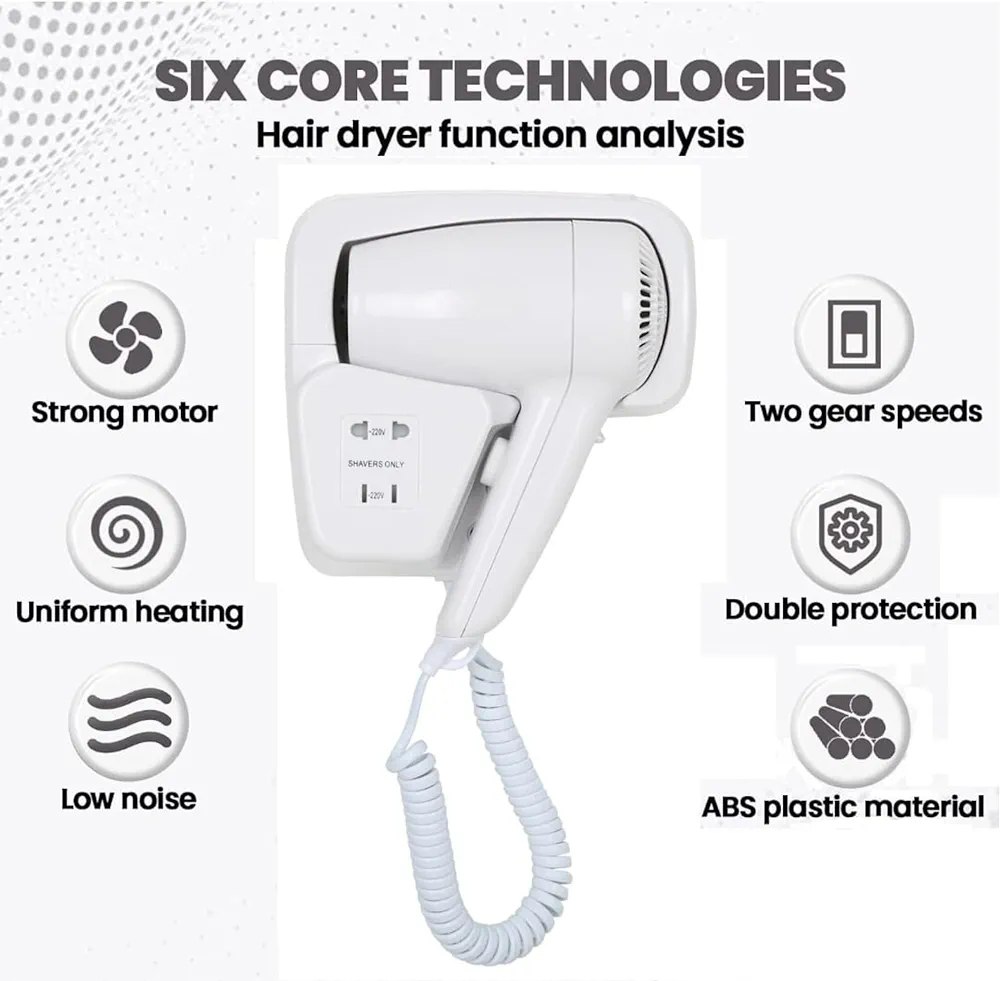 SIX CORE TECHNOLOGIES
Hair dryer function analysis
Strong motor
Two gear speeds
~220V
SHAVERS ONLY
~220V
Uniform heating
Double protection
Low noise
ABS plastic material